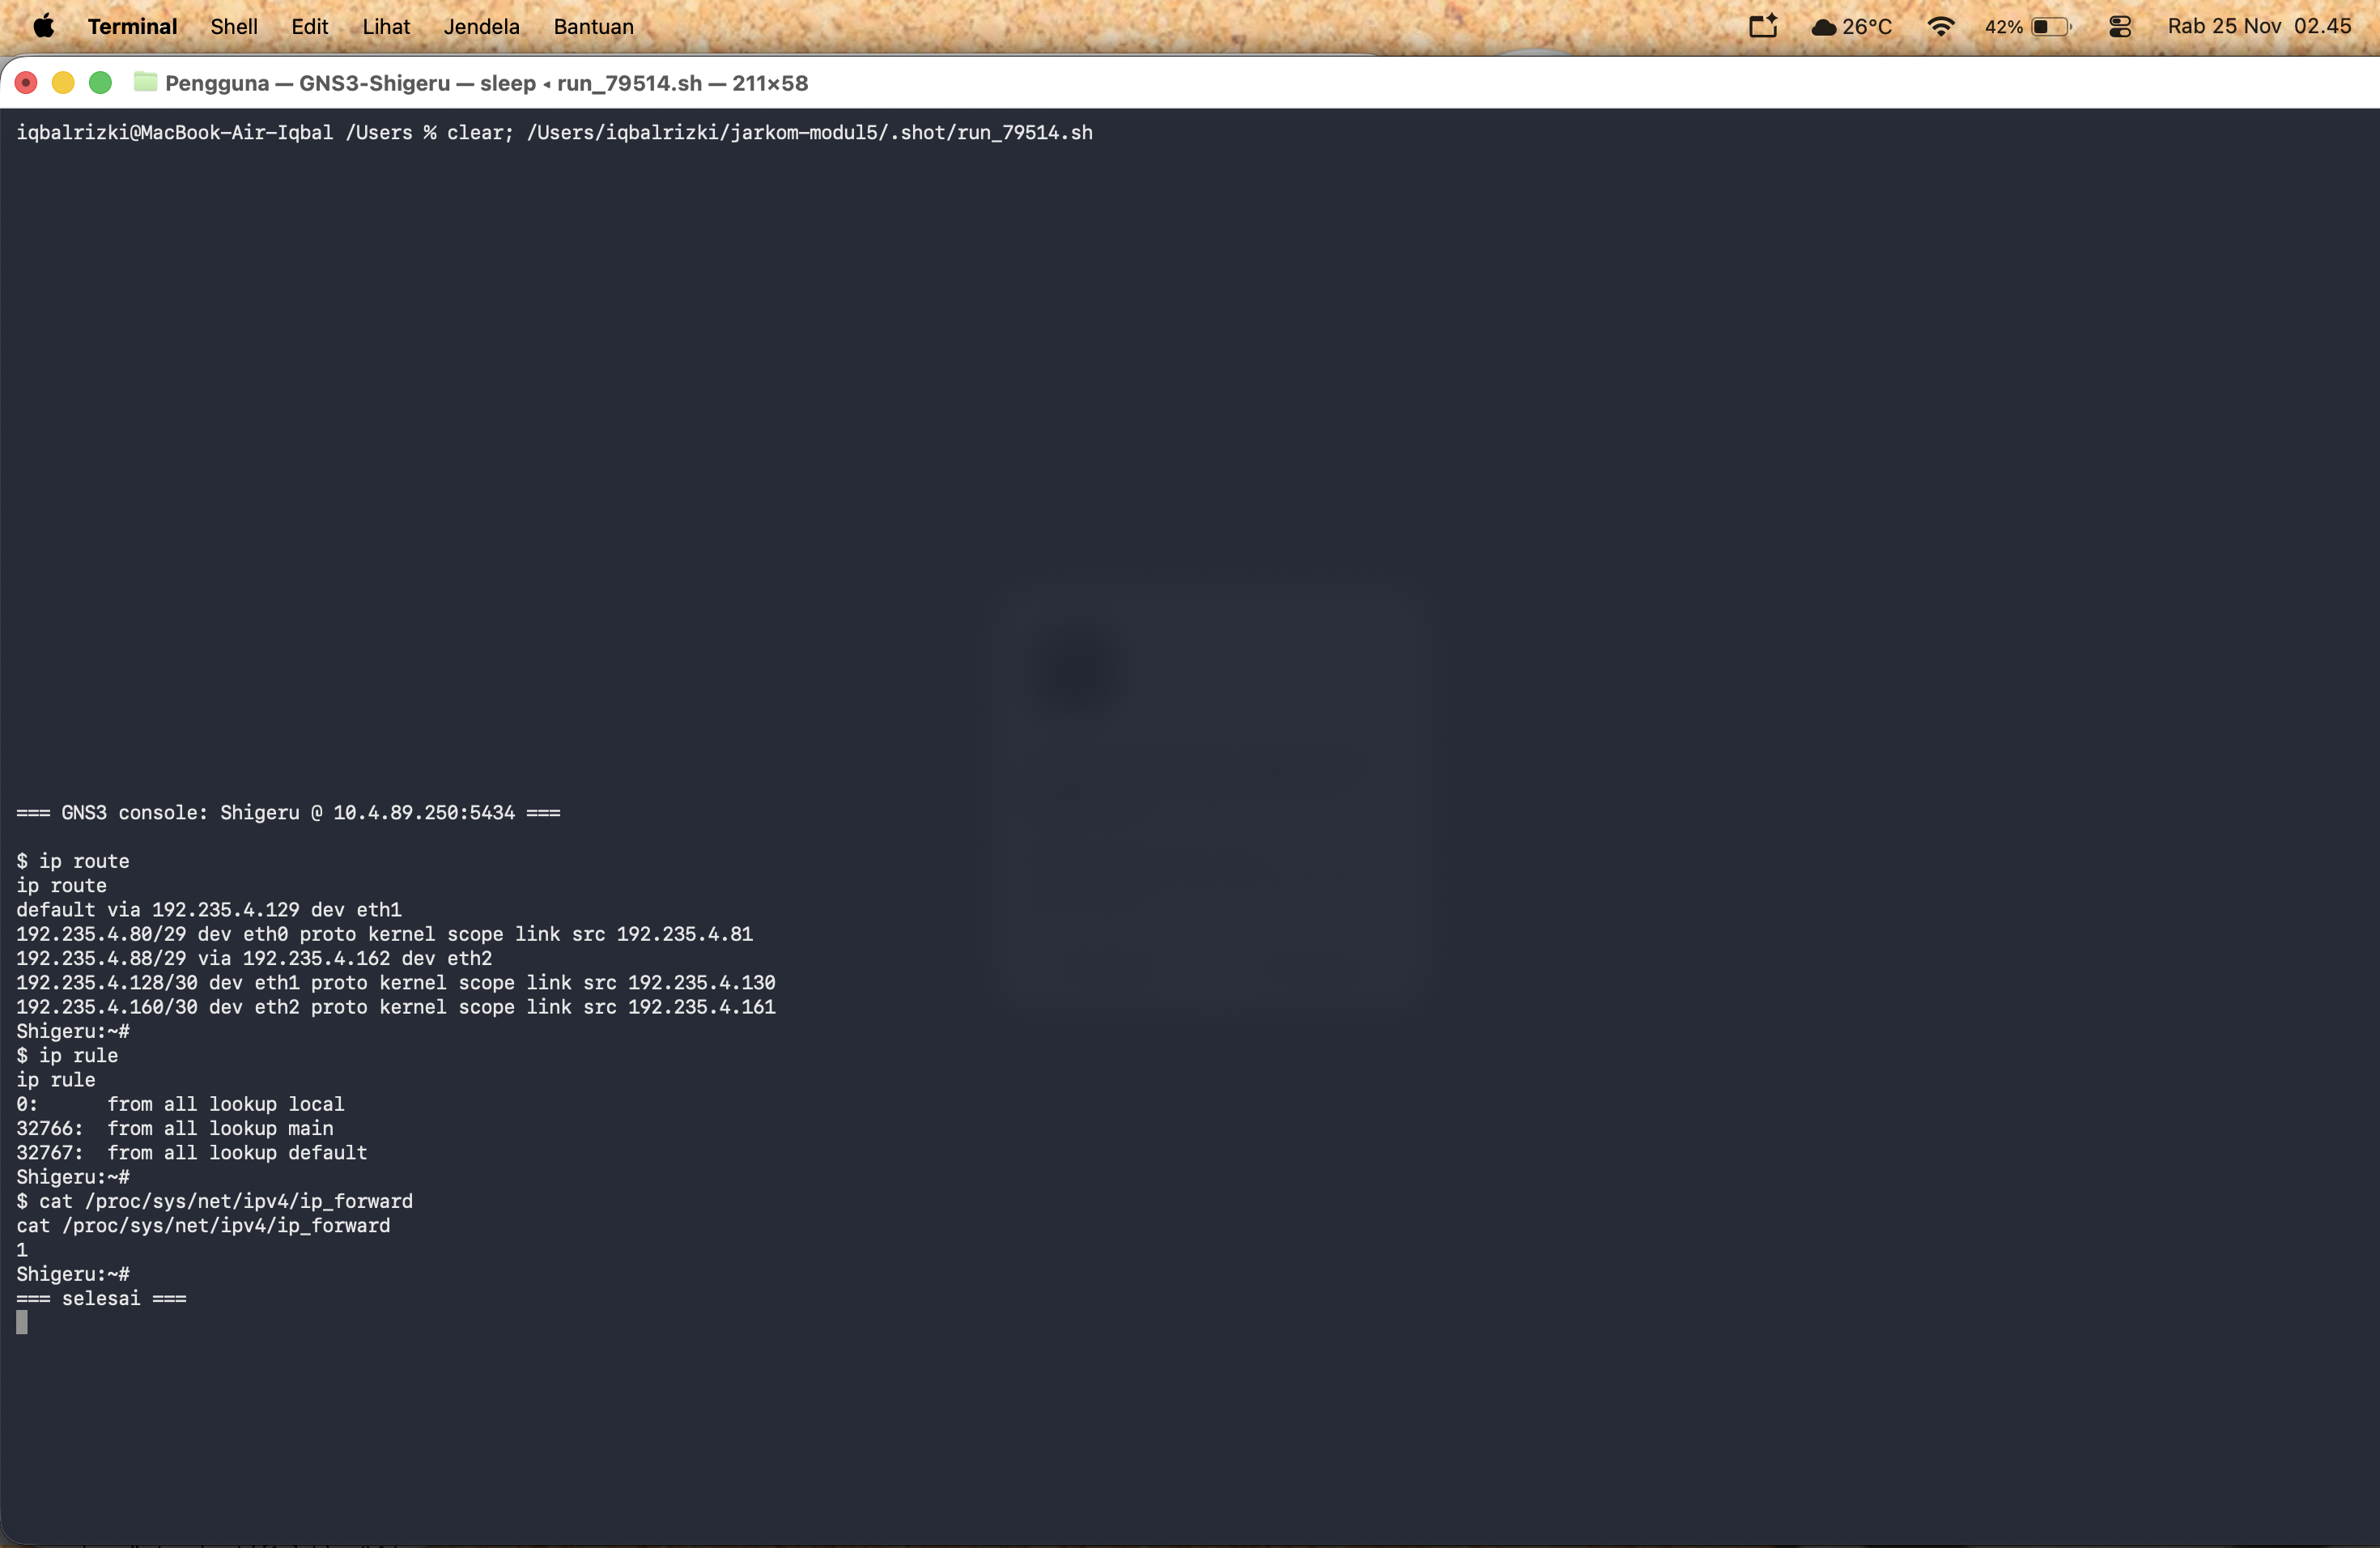 Terminal Shell Edit Lihat Jendela Bantuan 26°C 42% Rab 25 Nov 02.45
Pengguna — GNS3-Shigeru — sleep ◂ run_79514.sh — 211×58
iqbalrizki@MacBook-Air-Iqbal /Users % clear; /Users/iqbalrizki/jarkom-modul5/.shot/run_79514.sh
=== GNS3 console: Shigeru @ 10.4.89.250:5434 ===
$ ip route
ip route
default via 192.235.4.129 dev eth1
192.235.4.80/29 dev eth0 proto kernel scope link src 192.235.4.81
192.235.4.88/29 via 192.235.4.162 dev eth2
192.235.4.128/30 dev eth1 proto kernel scope link src 192.235.4.130
192.235.4.160/30 dev eth2 proto kernel scope link src 192.235.4.161
Shigeru:~#
$ ip rule
ip rule
0:      from all lookup local
32766:  from all lookup main
32767:  from all lookup default
Shigeru:~#
$ cat /proc/sys/net/ipv4/ip_forward
cat /proc/sys/net/ipv4/ip_forward
1
Shigeru:~#
=== selesai ===